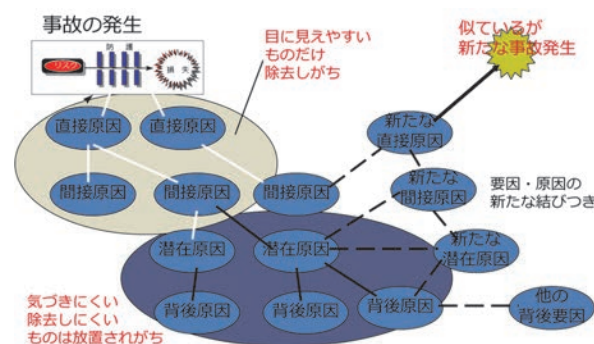 事故の発生
防護
リスク
損失
目に見えやすい
ものだけ
除去しがち
似ているが
新たな事故発生
直接原因
直接原因
新たな
直接原因
間接原因
間接原因
間接原因
新たな
間接原因
要因・原因の
新たな結びつき
潜在原因
潜在原因
新たな
潜在原因
気づきにくい
除去しにくい
ものは放置されがち
背後原因
背後原因
背後原因
他の
背後要因